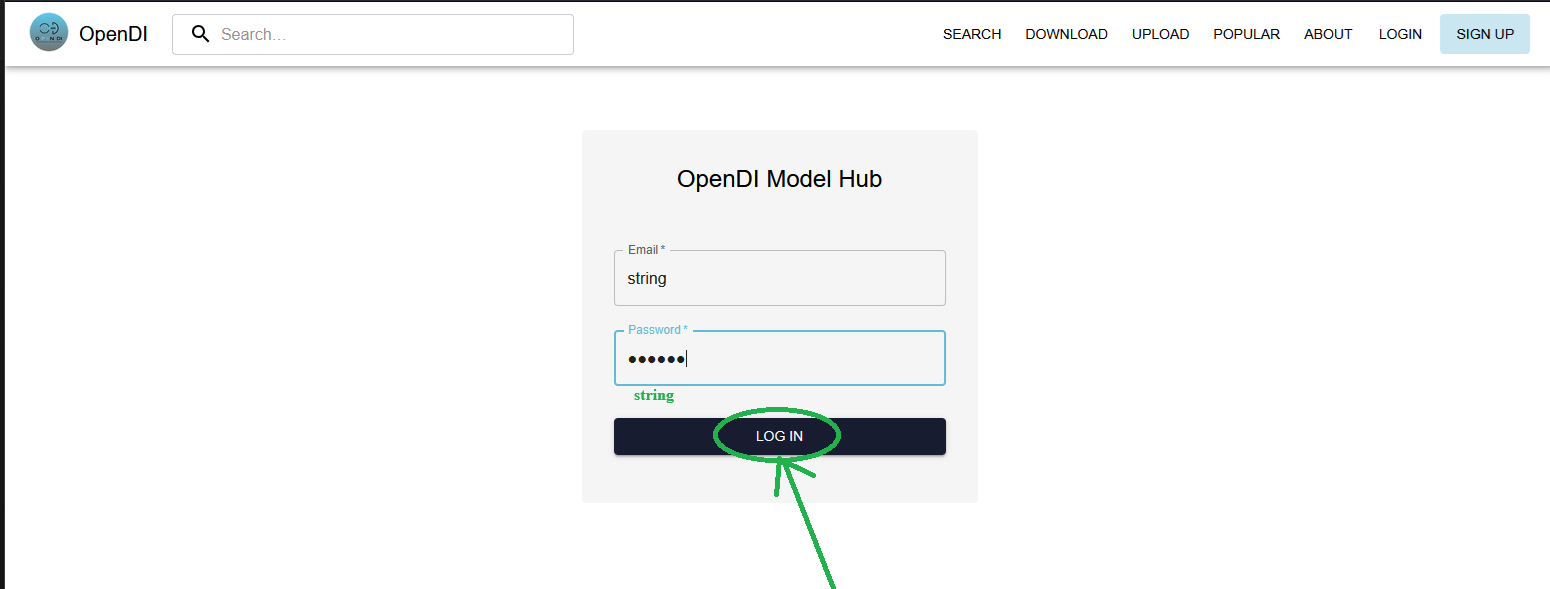 OpenDI
Search...
SEARCH DOWNLOAD UPLOAD POPULAR ABOUT LOGIN SIGN UP
OpenDI Model Hub
Email *
string
Password *
●●●●●●
string
LOG IN